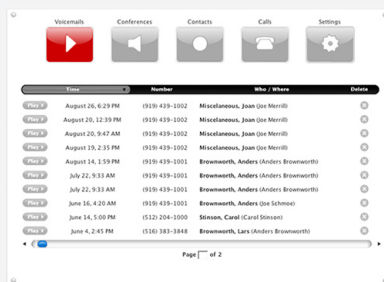 Voicemails Conferences Contacts Calls Settings
Time Number Who / Where Delete
Play August 26, 6:29 PM (919) 439-1002 Miscelaneous, Joan (Joe Merrill)
Play August 20, 12:39 PM (919) 439-1002 Miscelaneous, Joan (Joe Merrill)
Play August 20, 9:47 AM (919) 439-1002 Miscelaneous, Joan (Joe Merrill)
Play August 19, 2:35 PM (919) 439-1002 Miscelaneous, Joan (Joe Merrill)
Play August 14, 1:59 PM (919) 439-1001 Brownworth, Anders (Anders Brownworth)
Play July 22, 9:33 AM (919) 439-1001 Brownworth, Anders (Anders Brownworth)
Play July 22, 9:33 AM (919) 439-1001 Brownworth, Anders (Anders Brownworth)
Play June 16, 4:20 AM (919) 439-1001 Brownworth, Anders (Joe Schmoe)
Play June 14, 5:00 PM (512) 204-1000 Stinson, Carol (Carol Stinson)
Play June 4, 2:45 PM (516) 383-3848 Brownworth, Lars (Anders Brownworth)
Page of 2